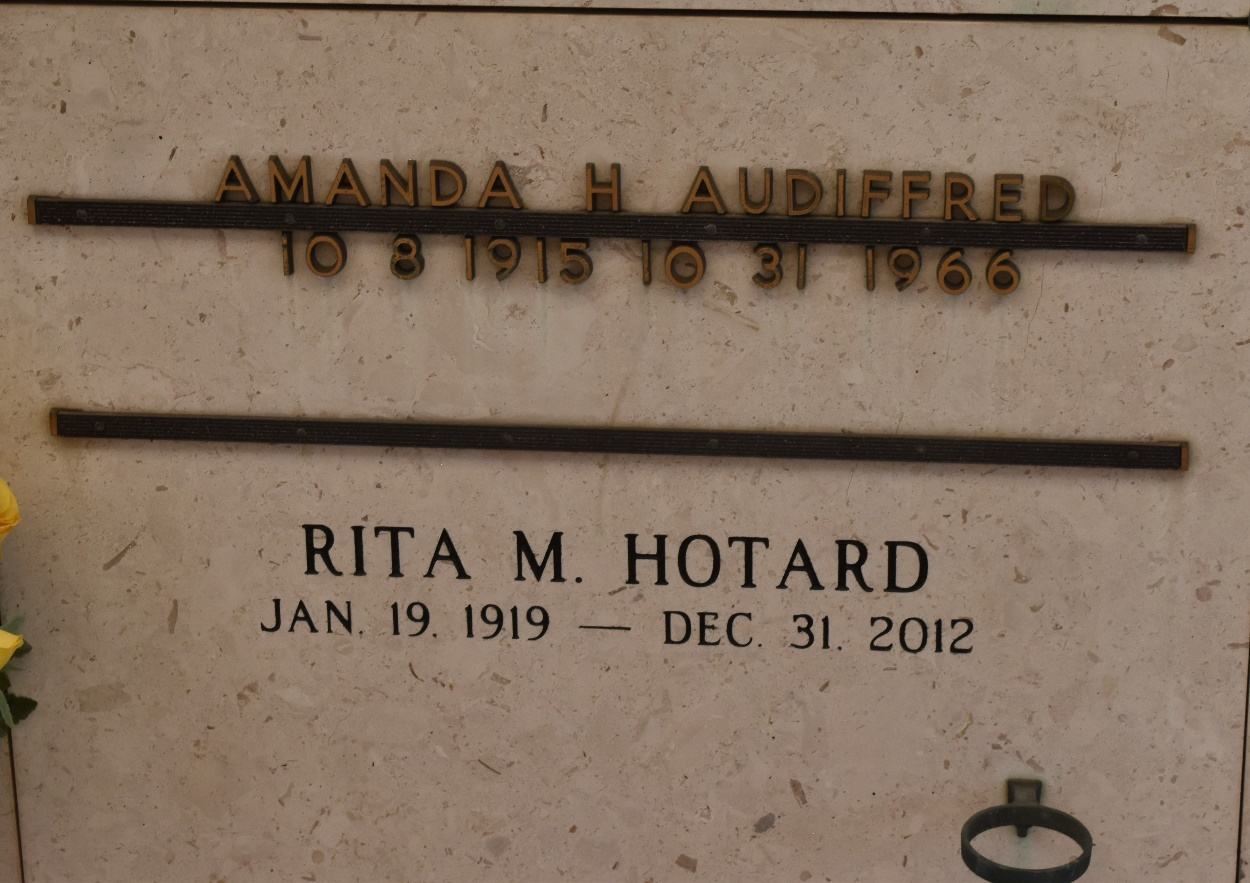 AMANDA H AUDIFFRED
10 8 1915 10 31 1966
RITA M. HOTARD
JAN. 19. 1919 — DEC. 31. 2012